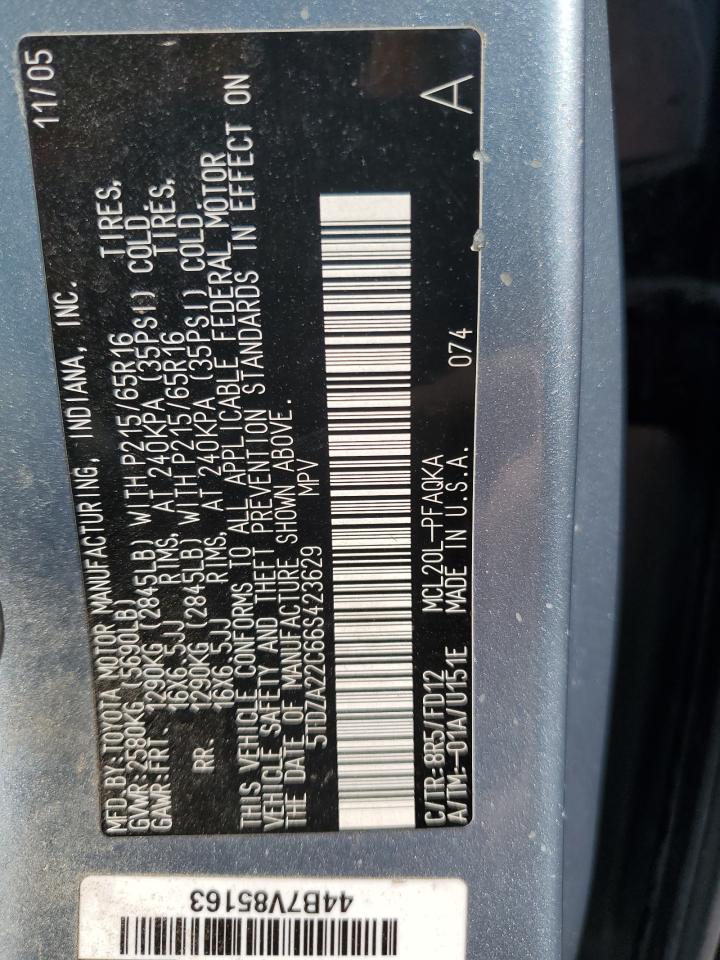 MFD.BY:TOYOTA MOTOR MANUFACTURING, INDIANA, INC. 11/05
GVWR:2580KG (5690LB)
GAWR:FRT. 1290KG (2845LB) WITH P215/65R16 TIRES,
16X6.5JJ RIMS, AT 240KPA (35PSI) COLD
RR. 1290KG (2845LB) WITH P215/65R16 TIRES,
16X6.5JJ RIMS, AT 240KPA (35PSI) COLD.
THIS VEHICLE CONFORMS TO ALL APPLICABLE FEDERAL MOTOR
VEHICLE SAFETY AND THEFT PREVENTION STANDARDS IN EFFECT ON
THE DATE OF MANUFACTURE SHOWN ABOVE.
5TDZA22C66S423629 MPV
C/TR:8R5/FD12 MCL20L-PFAQKA A
A/TM:-01A/U151E MADE IN U.S.A. 074
44B7V85163